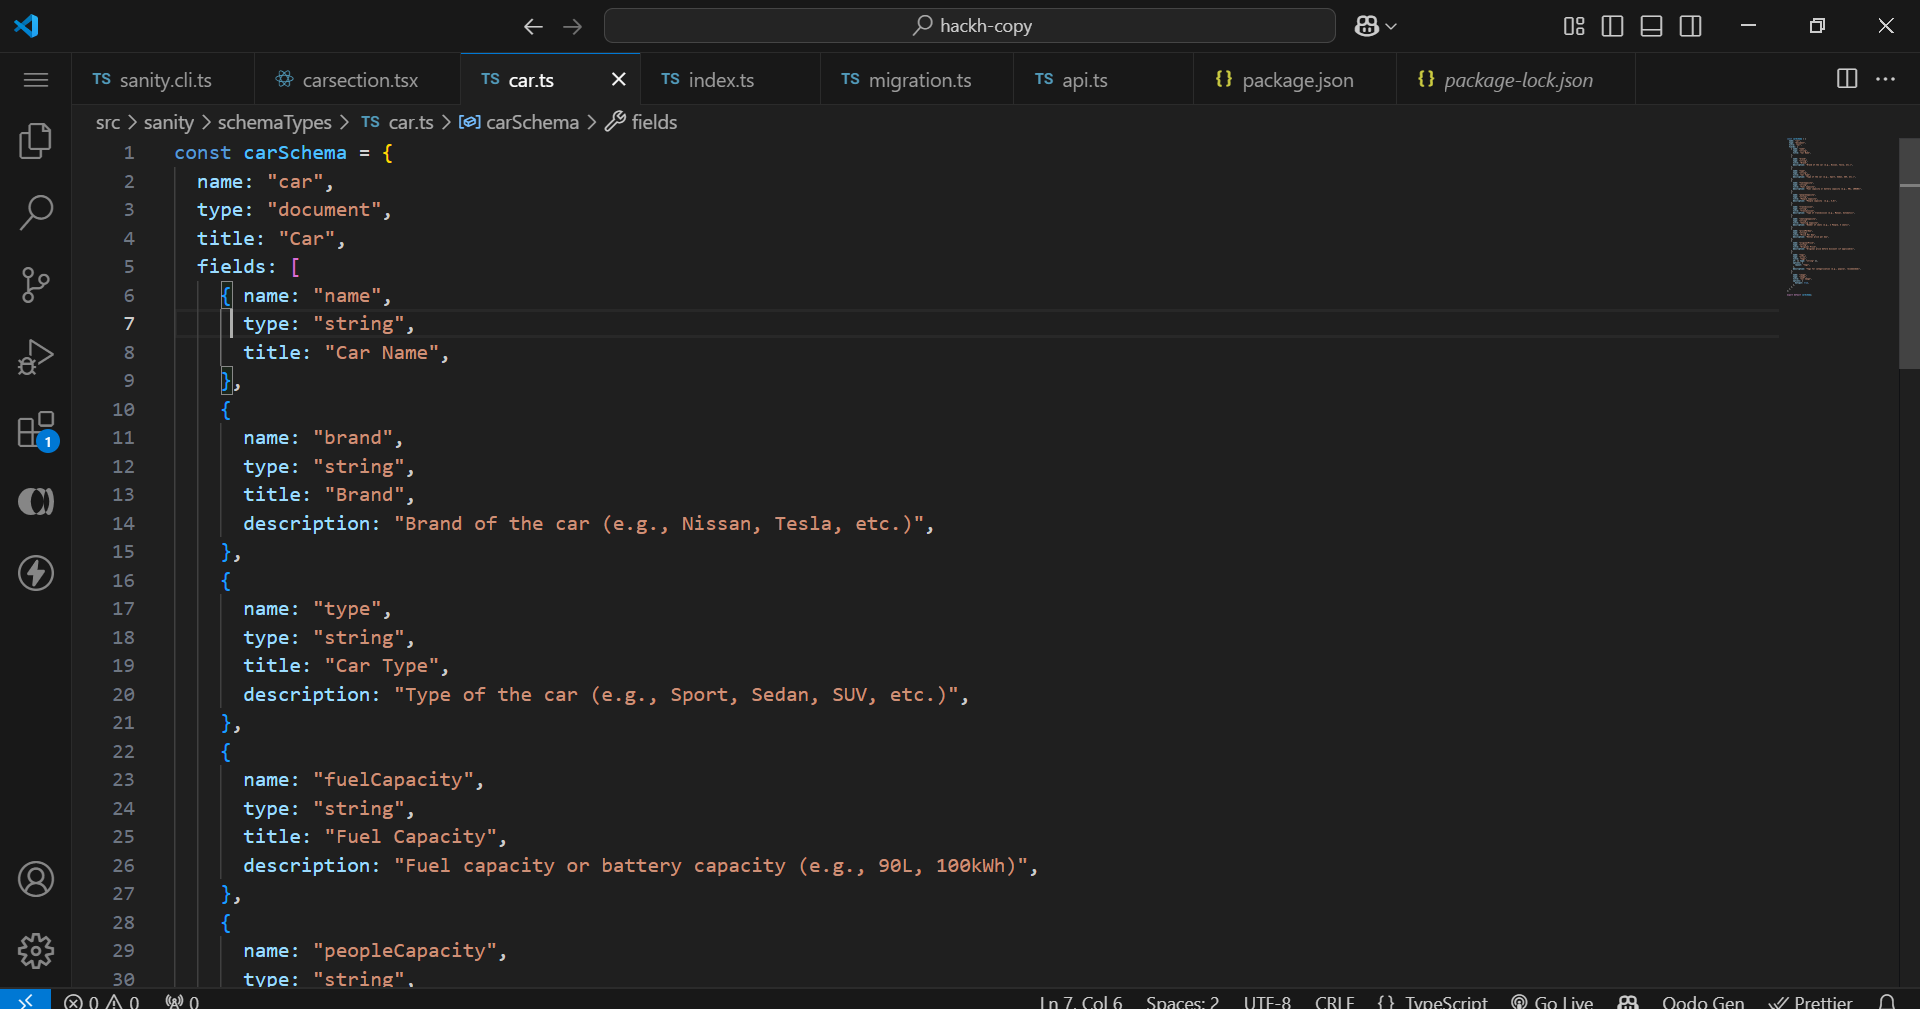 hackh-copy
TS sanity.cli.ts carsection.tsx TS car.ts TS index.ts TS migration.ts TS api.ts {} package.json {} package-lock.json
src > sanity > schemaTypes > TS car.ts > carSchema > fields
1 const carSchema = {
2 name: "car",
3 type: "document",
4 title: "Car",
5 fields: [
6 { name: "name",
7 type: "string",
8 title: "Car Name",
9 },
10 {
11 name: "brand",
12 type: "string",
13 title: "Brand",
14 description: "Brand of the car (e.g., Nissan, Tesla, etc.)",
15 },
16 {
17 name: "type",
18 type: "string",
19 title: "Car Type",
20 description: "Type of the car (e.g., Sport, Sedan, SUV, etc.)",
21 },
22 {
23 name: "fuelCapacity",
24 type: "string",
25 title: "Fuel Capacity",
26 description: "Fuel capacity or battery capacity (e.g., 90L, 100kWh)",
27 },
28 {
29 name: "peopleCapacity",
30 type: "string",
1
0 0 0 Ln 7, Col 6 Spaces: 2 UTF-8 CRLF {} TypeScript Go Live Qodo Gen Prettier